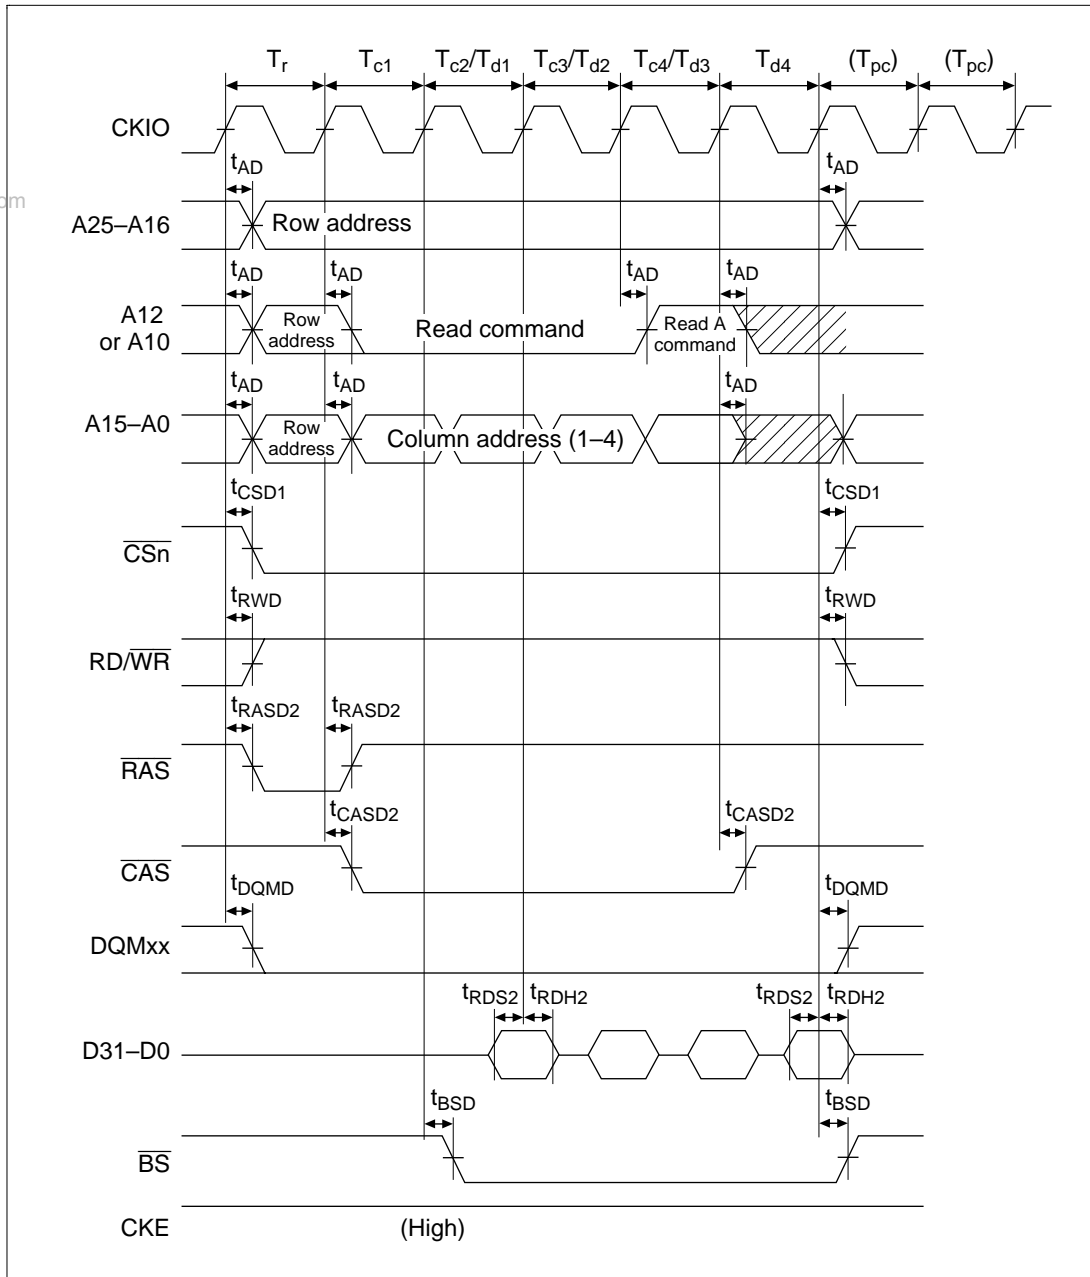 Tr Tc1 Tc2/Td1 Tc3/Td2 Tc4/Td3 Td4 (Tpc) (Tpc)
CKIO
tAD tAD
om
A25–A16 Row address
tAD tAD tAD tAD
A12
or A10
Row
address
Read command
Read A
command
tAD tAD tAD
A15–A0
Row
address
Column address (1–4)
tCSD1 tCSD1
CSn
tRWD tRWD
RD/WR
tRASD2 tRASD2
RAS
tCASD2 tCASD2
CAS
tDQMD tDQMD
DQMxx
tRDS2 tRDH2 tRDS2 tRDH2
D31–D0
tBSD tBSD
BS
CKE (High)